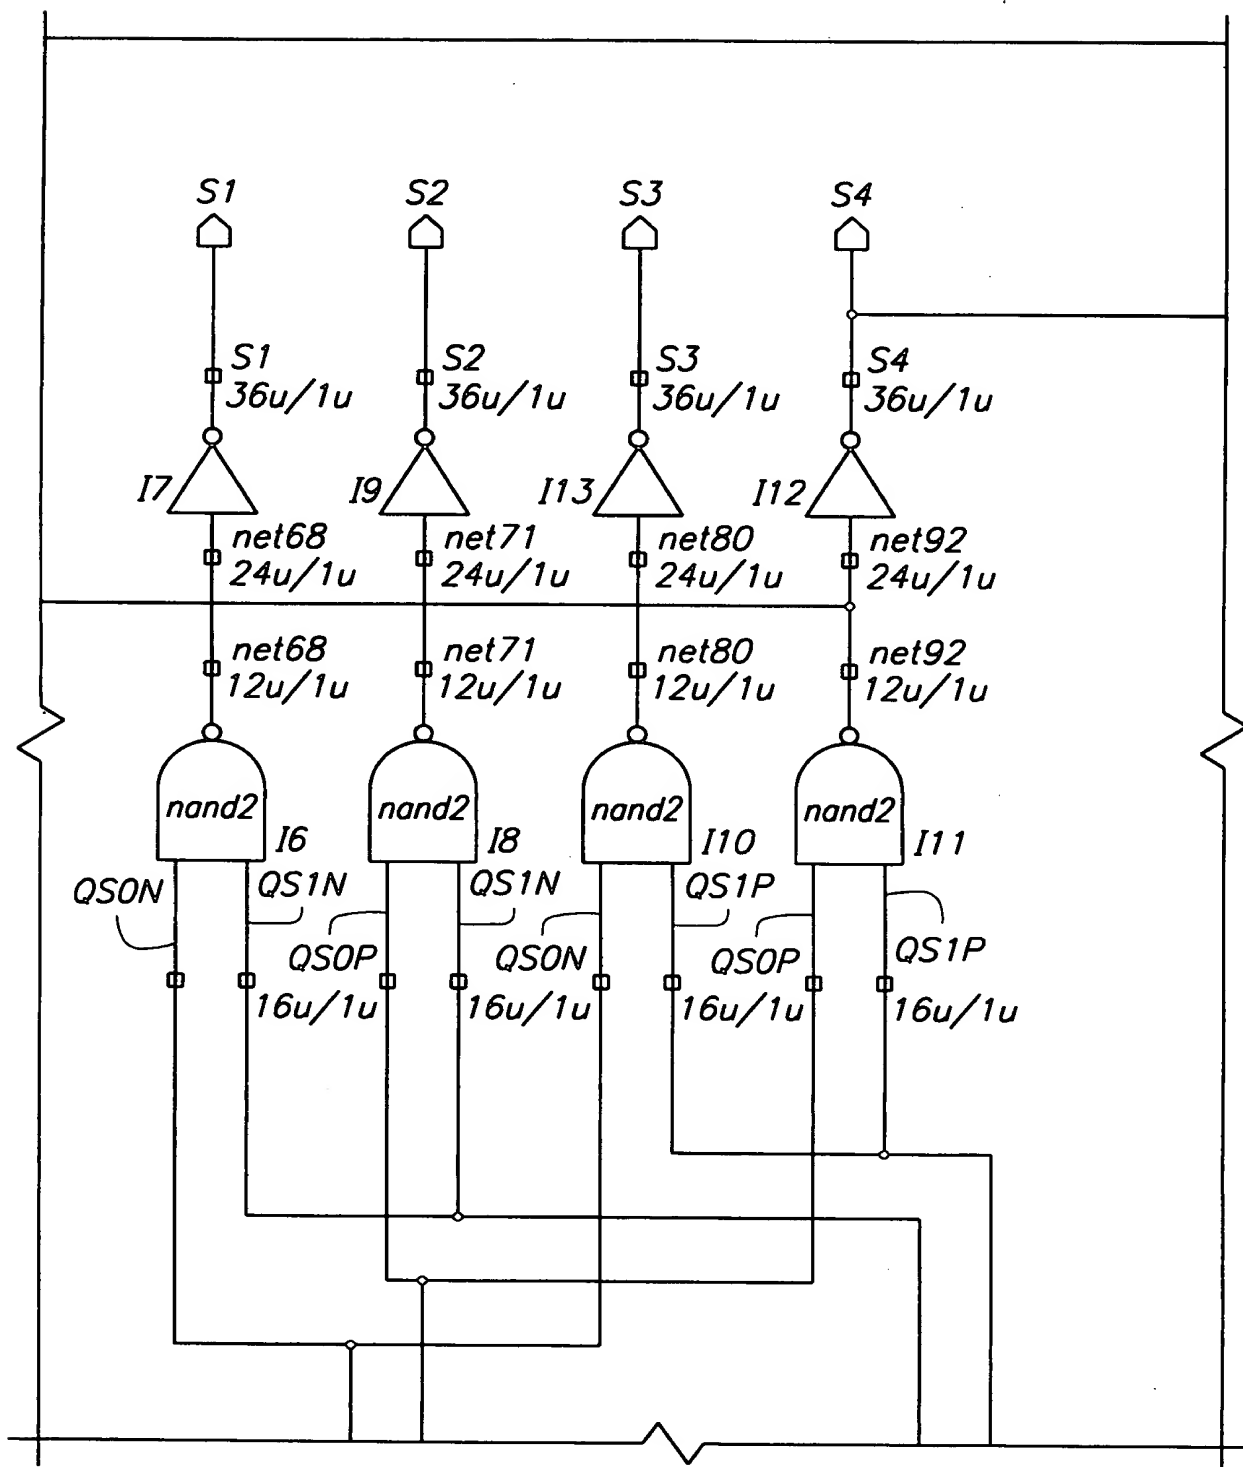 S1 S2 S3 S4
S1 S2 S3 S4
36u/1u 36u/1u 36u/1u 36u/1u
I7 I9 I13 I12
net68 net71 net80 net92
24u/1u 24u/1u 24u/1u 24u/1u
net68 net71 net80 net92
12u/1u 12u/1u 12u/1u 12u/1u
nand2 nand2 nand2 nand2
I6 I8 I10 I11
QS0N QS1N QS1N QS1P
QS0P QS0N QS0P QS1P
16u/1u 16u/1u 16u/1u 16u/1u